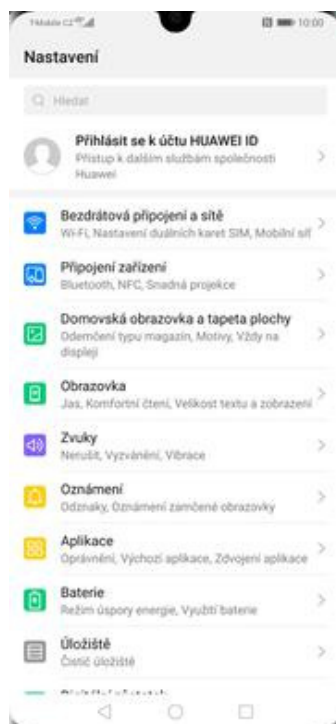 T-Mobile CZ
10:00
Nastavení
Hledat
Přihlásit se k účtu HUAWEI ID
Přístup k dalším službám společnosti
Huawei
Bezdrátová připojení a sítě
Wi-Fi, Nastavení duálních karet SIM, Mobilní síť
Připojení zařízení
Bluetooth, NFC, Snadná projekce
Domovská obrazovka a tapeta plochy
Odemčení typu magazín, Motivy, Vždy na
displeji
Obrazovka
Jas, Komfortní čtení, Velikost textu a zobrazení
Zvuky
Nerušit, Vyzvánění, Vibrace
Oznámení
Odznaky, Oznámení zamčené obrazovky
Aplikace
Oprávnění, Výchozí aplikace, Zdvojení aplikace
Baterie
Režim úspory energie, Využití baterie
Úložiště
Čistič úložiště